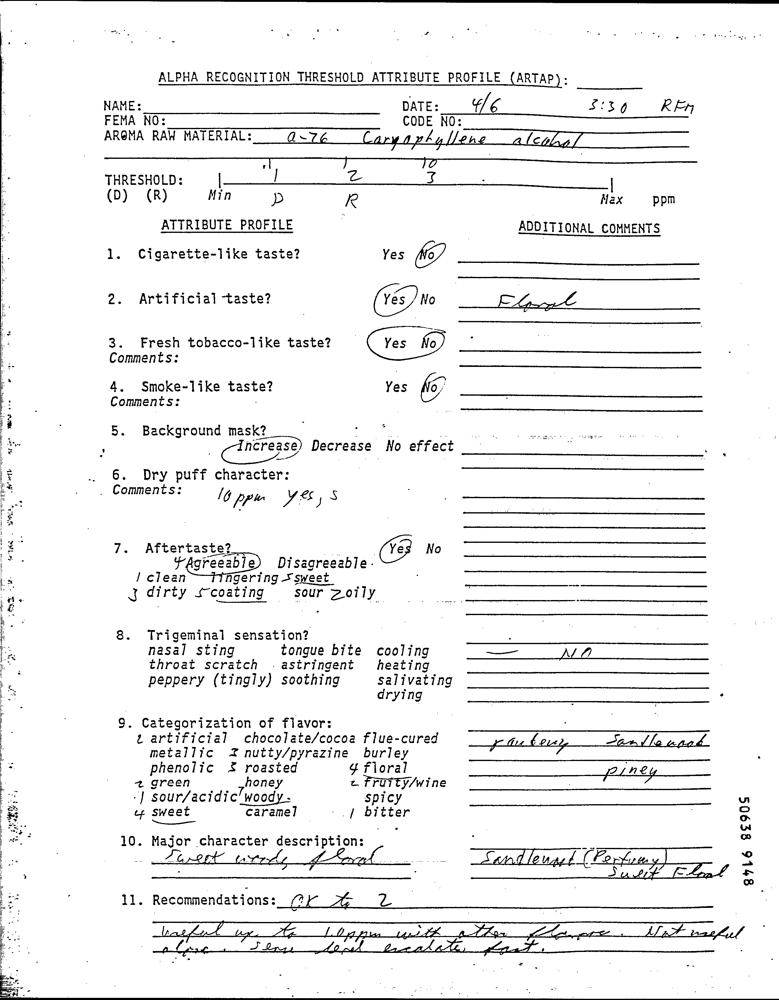 ALPHA RECOGNITION THRESHOLD ATTRIBUTE PROFILE (ARTAP):
NAME: DATE: 4/6 3:30 RFM
FEMA NO: CODE NO:
AROMA RAW MATERIAL: a-76 Caryophyllene alcohol
.1 1 10
THRESHOLD: 1 2 3
(D) (R) Min D R Max ppm
ATTRIBUTE PROFILE ADDITIONAL COMMENTS
1. Cigarette-like taste? Yes No
2. Artificial taste? Yes No Floral
3. Fresh tobacco-like taste? Yes No
Comments:
4. Smoke-like taste? Yes No
Comments:
5. Background mask?
Increase Decrease No effect
6. Dry puff character:
Comments: 10 ppm yes, s
7. Aftertaste? Yes No
4 Agreeable Disagreeable
1 clean lingering 5 sweet
3 dirty 5 coating sour 2 oily
8. Trigeminal sensation?
nasal sting tongue bite cooling — NO
throat scratch astringent heating
peppery (tingly) soothing salivating
drying
9. Categorization of flavor:
2 artificial chocolate/cocoa flue-cured Sandlewood
metallic nutty/pyrazine burley
phenolic 3 roasted 4 floral piney
2 green honey 2 fruity/wine
1 sour/acidic 7 woody spicy
4 sweet caramel 1 bitter
10. Major character description:
Sweet woody floral Sandlewood (Perfumy)
Sweet Floral
11. Recommendations: OK to 2
Useful up to 1.0 ppm with other flavors. Not useful
alone. level escalates fast.
50638 9148